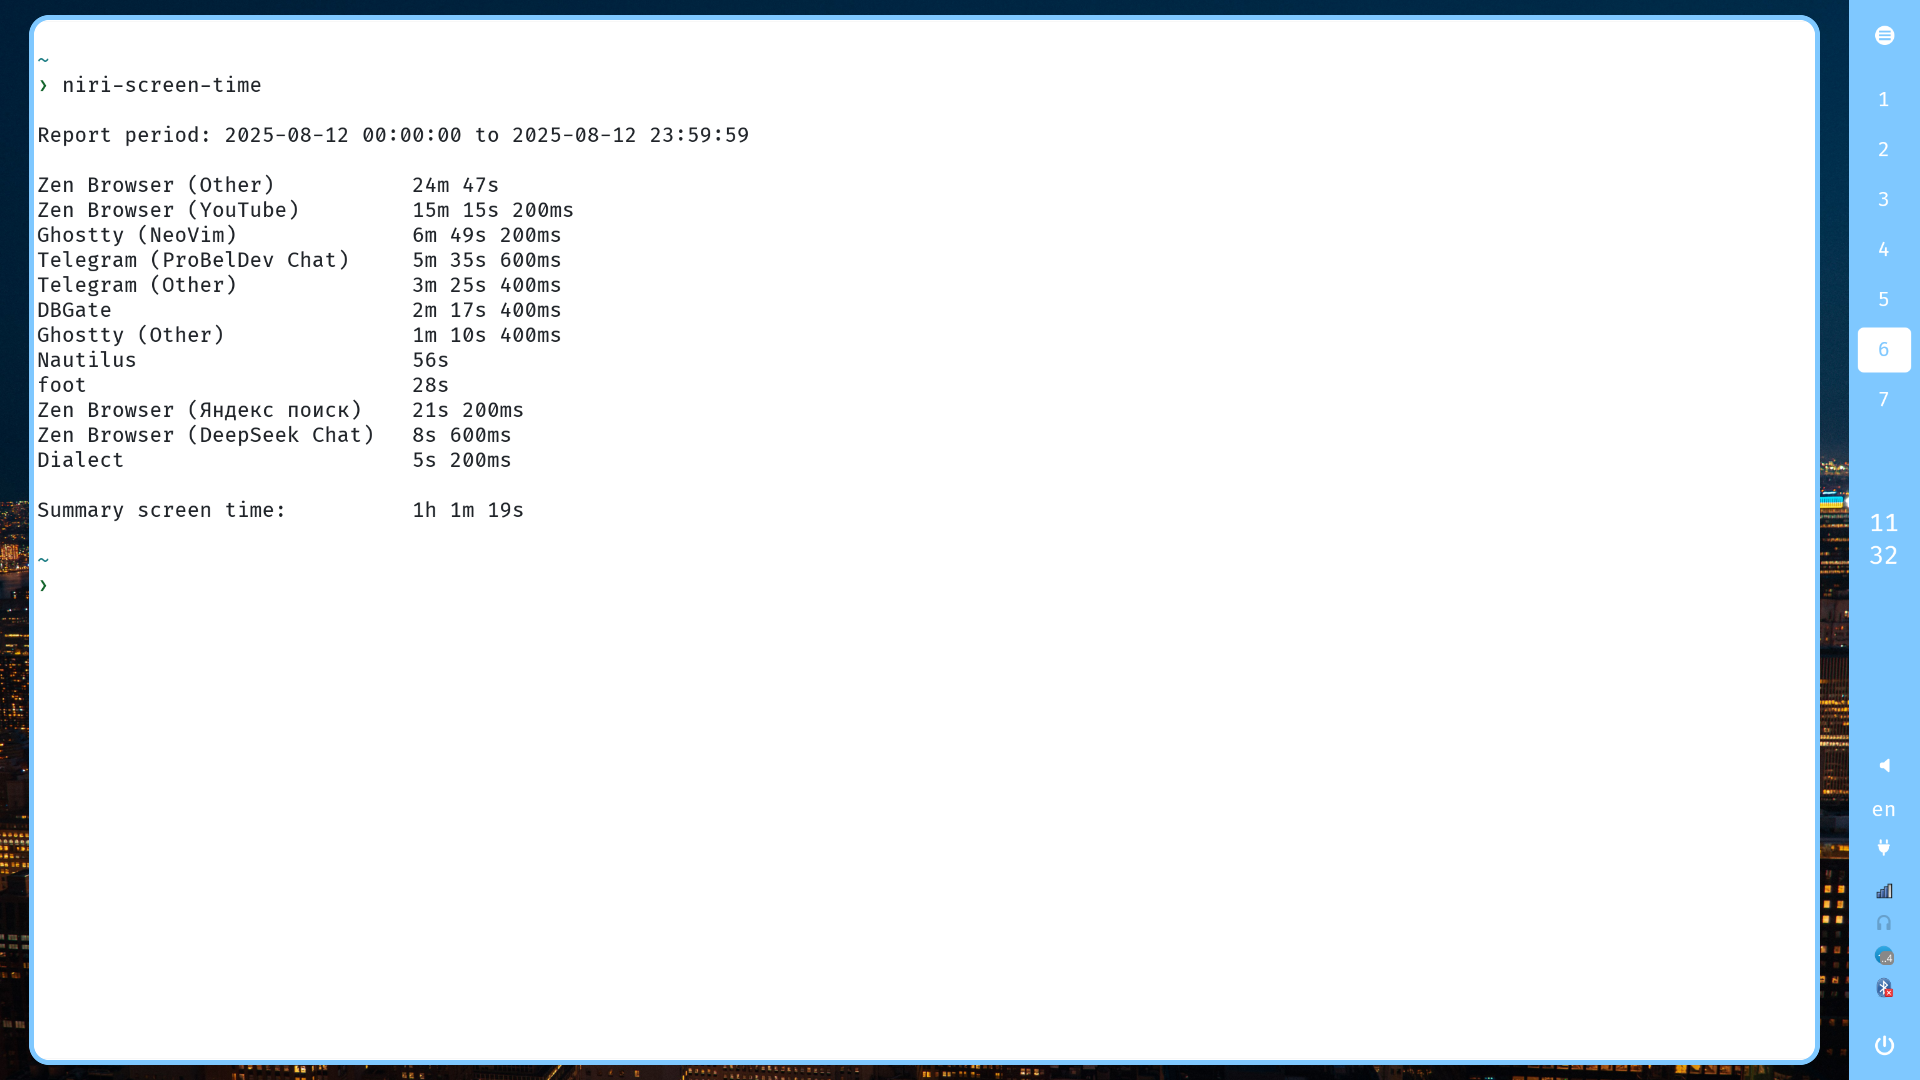 ~
❯ niri-screen-time
Report period: 2025-08-12 00:00:00 to 2025-08-12 23:59:59
Zen Browser (Other) 24m 47s
Zen Browser (YouTube) 15m 15s 200ms
Ghostty (NeoVim) 6m 49s 200ms
Telegram (ProBelDev Chat) 5m 35s 600ms
Telegram (Other) 3m 25s 400ms
DBGate 2m 17s 400ms
Ghostty (Other) 1m 10s 400ms
Nautilus 56s
foot 28s
Zen Browser (Яндекс поиск) 21s 200ms
Zen Browser (DeepSeek Chat) 8s 600ms
Dialect 5s 200ms
Summary screen time: 1h 1m 19s
~
❯
1
2
3
4
5
6
7
11
32
en
..4